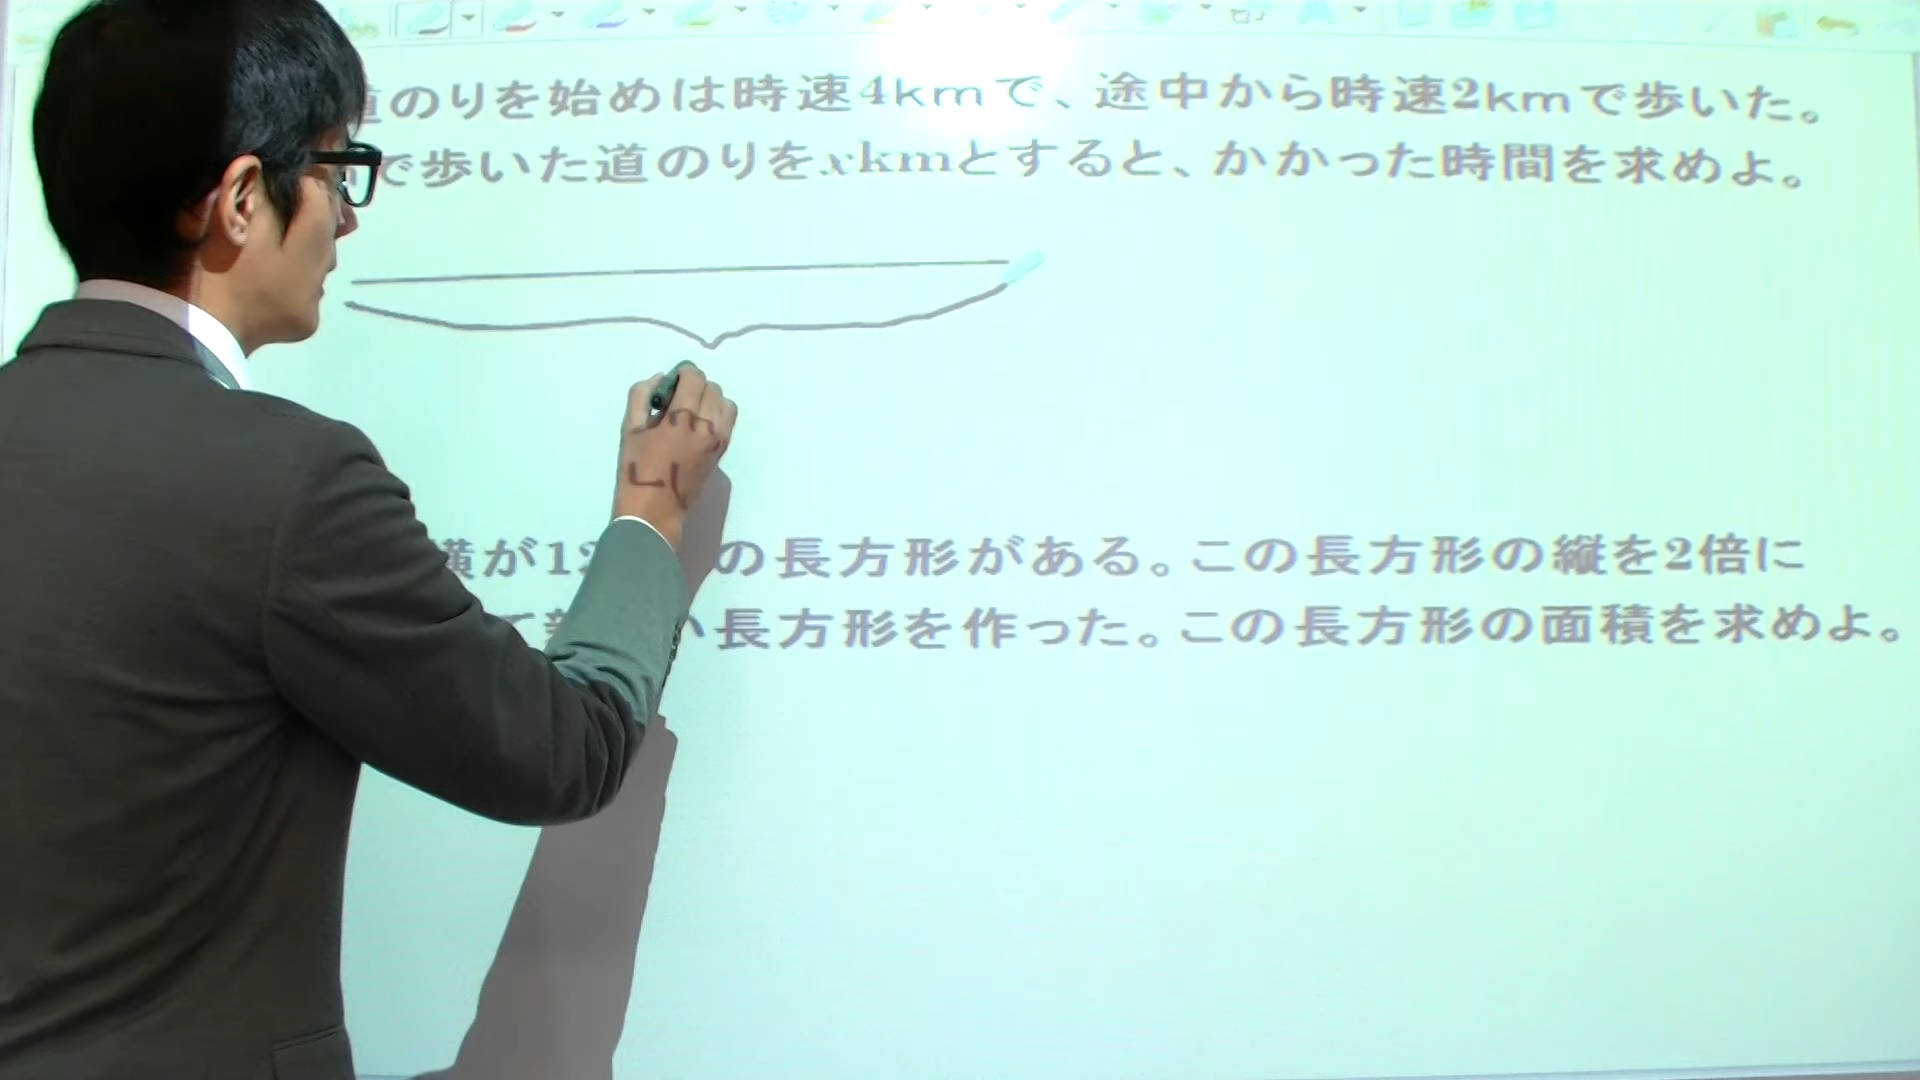 道のりを始めは時速4kmで、途中から時速2kmで歩いた。
で歩いた道のりをxkmとすると、かかった時間を求めよ。
横が1 の長方形がある。この長方形の縦を2倍に
い長方形を作った。この長方形の面積を求めよ。